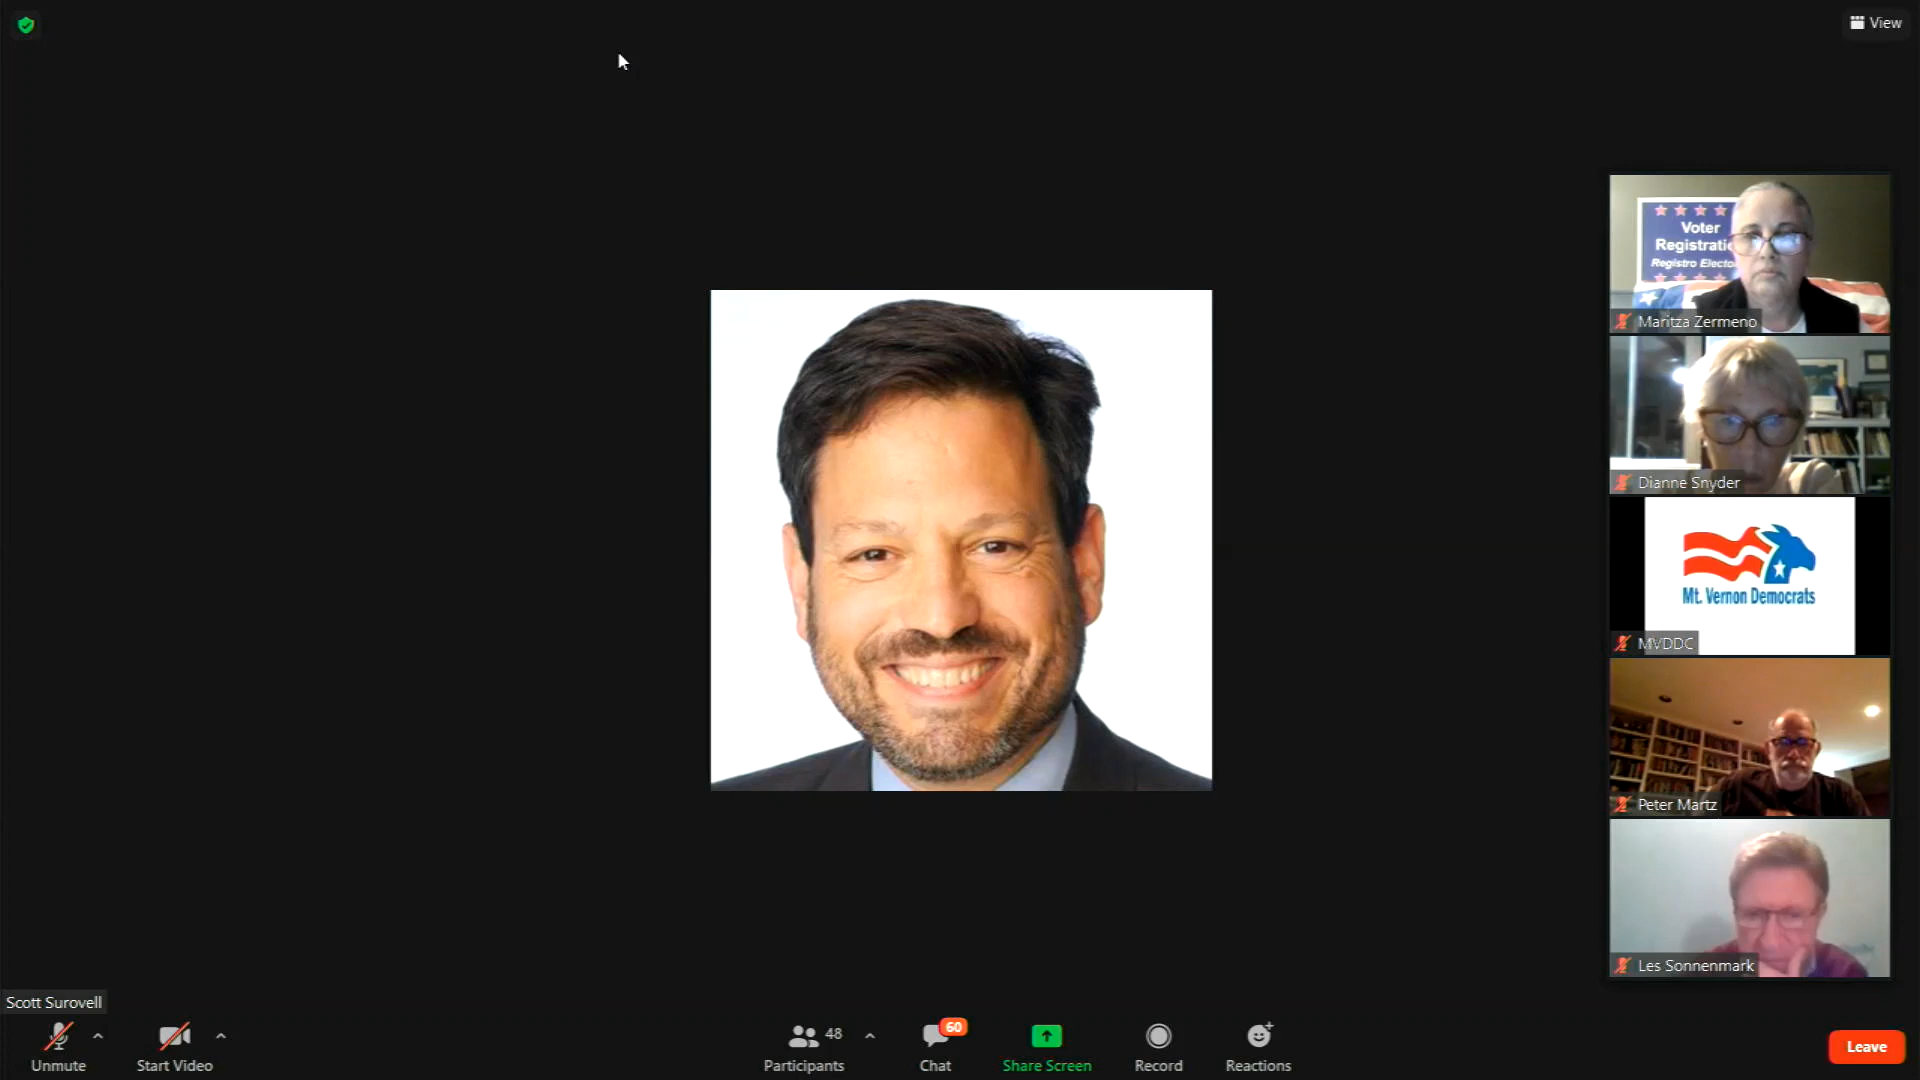 View
Voter
Registrati
Registro Electo
Maritza Zermeno
Dianne Snyder
Mt. Vernon Democrats
MVDDC
Peter Martz
Les Sonnenmark
Scott Surovell
Unmute
Start Video
48
Participants
60
Chat
Share Screen
Record
Reactions
Leave